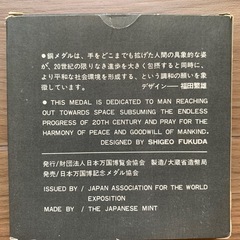 ●銅メダルは、手をどこまでも拡げた人間の具象的な姿
が、20世紀の限りなき進歩を大きく包括すると同時に、
より平和な社会環境を形成する、という調和の願いを象
徴しています。　デザイン——福田繁雄
● THIS MEDAL IS DEDICATED TO MAN REACHING
OUT TOWARDS SPACE SUBSUMING THE ENDLESS
PROGRESS OF 20TH CENTURY AND PRAY FOR THE
HARMONY OF PEACE AND GOODWILL OF MANKIND.
DESIGNED BY SHIGEO FUKUDA
発行/財団法人日本万国博覧会協会　製造/大蔵省造幣局
発売/日本万国博記念メダル協会
ISSUED BY / JAPAN ASSOCIATION FOR THE WORLD
EXPOSITION
MADE BY / THE JAPANESE MINT